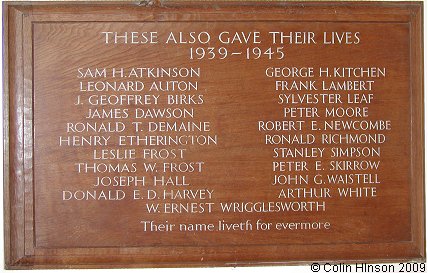 THESE ALSO GAVE THEIR LIVES
1939-1945
SAM H. ATKINSON
LEONARD AUTON
J. GEOFFREY BIRKS
JAMES DAWSON
RONALD T. DEMAINE
HENRY ETHERINGTON
LESLIE FROST
THOMAS W. FROST
JOSEPH HALL
DONALD E. D. HARVEY
GEORGE H. KITCHEN
FRANK LAMBERT
SYLVESTER LEAF
PETER MOORE
ROBERT E. NEWCOMBE
RONALD RICHMOND
STANLEY SIMPSON
PETER E. SKIRROW
JOHN G. WAISTELL
ARTHUR WHITE
W. ERNEST WRIGGLESWORTH
Their name liveth for evermore
© Colin Hinson 2009